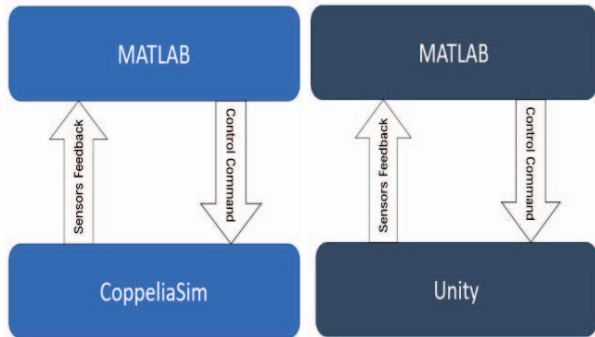 MATLAB
Sensors Feedback
Control Command
CoppeliaSim
MATLAB
Sensors Feedback
Control Command
Unity